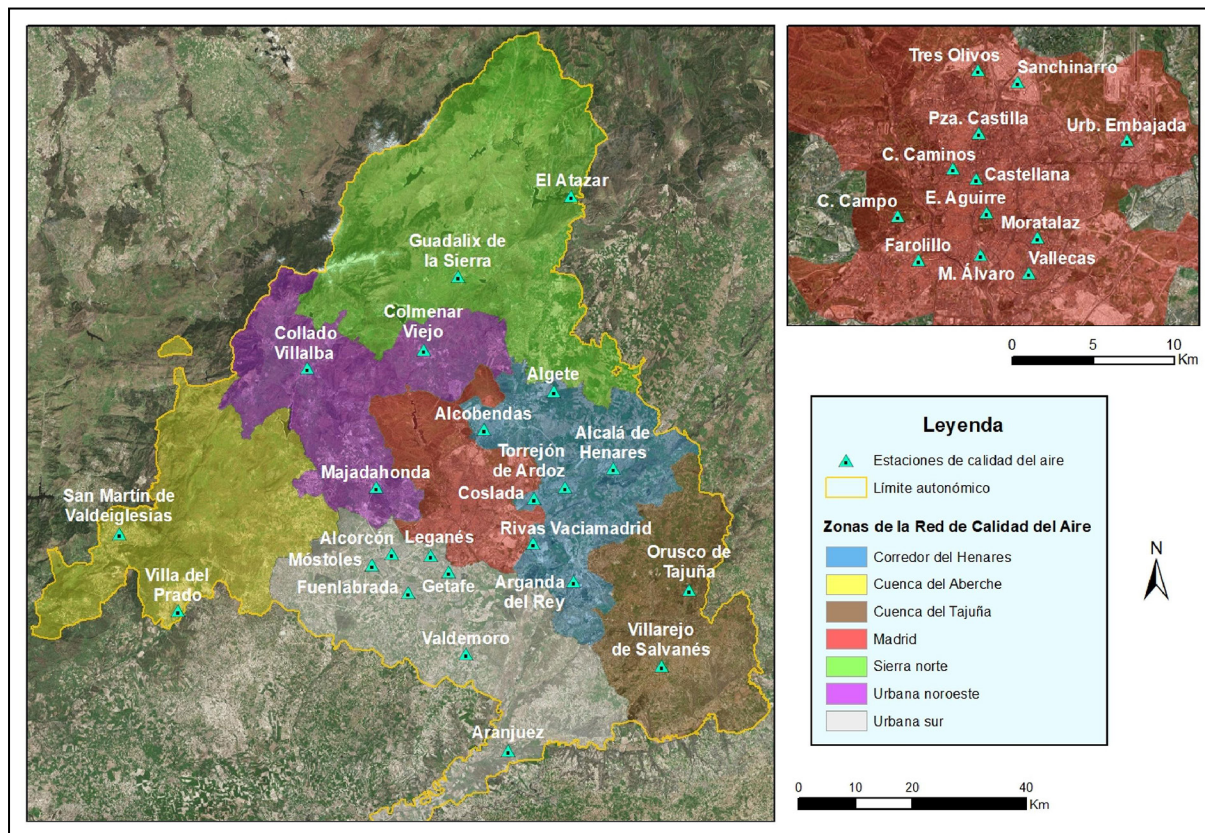 El Atazar
Guadalix de
la Sierra
Colmenar
Viejo
Collado
Villalba
Algete
Alcobendas
Alcalá de
Henares
Torrejón
de Ardoz
Majadahonda
Coslada
San Martín de
Valdeiglesias
Rivas Vaciamadrid
Alcorcón
Leganés
Móstoles
Orusco de
Tajuña
Villa del
Prado
Fuenlabrada
Getafe
Arganda
del Rey
Valdemoro
Villarejo
de Salvanés
Aranjuez
Tres Olivos
Sanchinarro
Pza. Castilla
Urb. Embajada
C. Caminos
Castellana
C. Campo
E. Aguirre
Moratalaz
Farolillo
Vallecas
M. Álvaro
0 5 10
Km
Leyenda
Estaciones de calidad del aire
Límite autonómico
Zonas de la Red de Calidad del Aire
Corredor del Henares
Cuenca del Aberche
Cuenca del Tajuña
Madrid
Sierra norte
Urbana noroeste
Urbana sur
N
0 10 20 40
Km